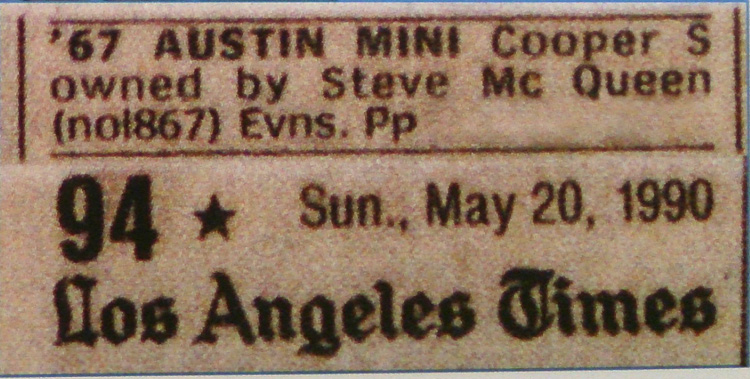 '67 AUSTIN MINI Cooper S
owned by Steve Mc Queen
(nol867) Evns. Pp
94 ★ Sun., May 20, 1990
Los Angeles Times